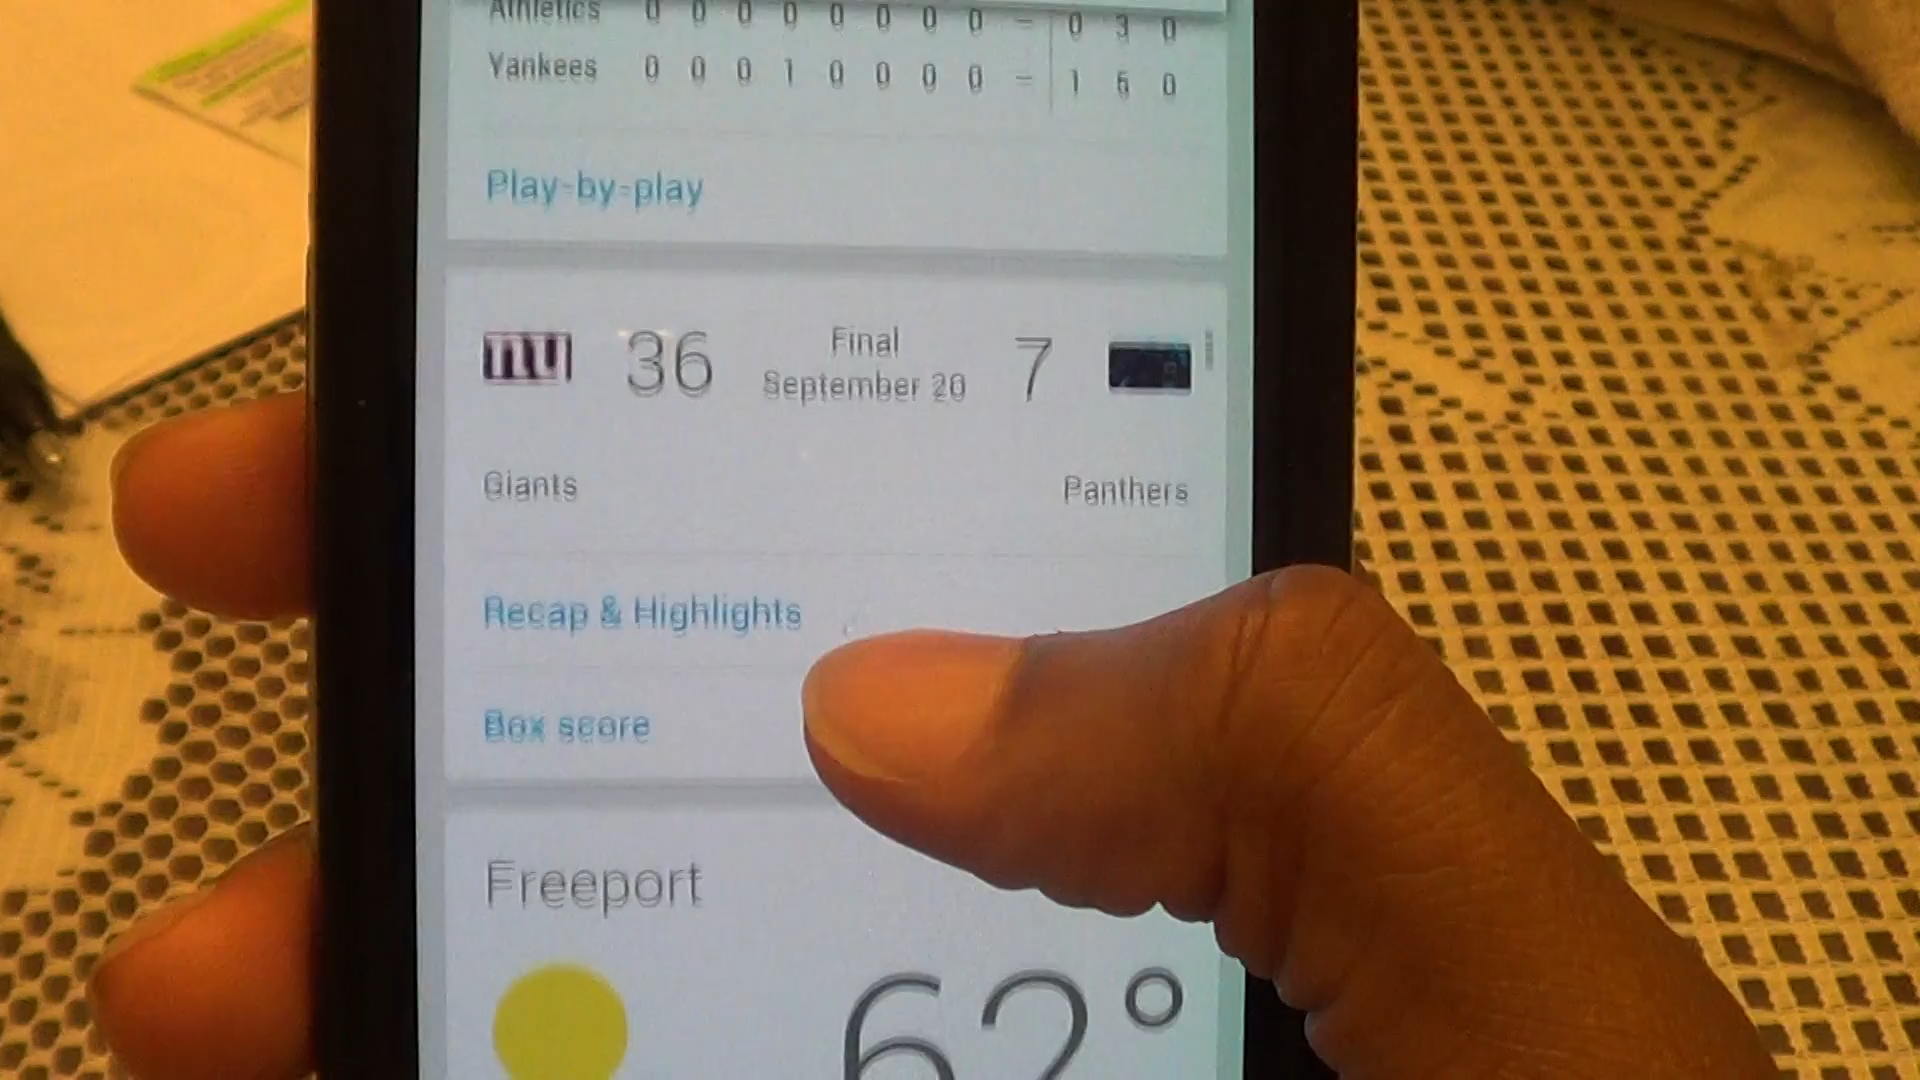 Athletics 0 0 0 0 0 0 0 0 – 0 3 0
Yankees 0 0 0 1 0 0 0 0 – 1 6 0
Play-by-play
36 Final 7
September 20
Giants Panthers
Recap & Highlights
Box score
Freeport
62°